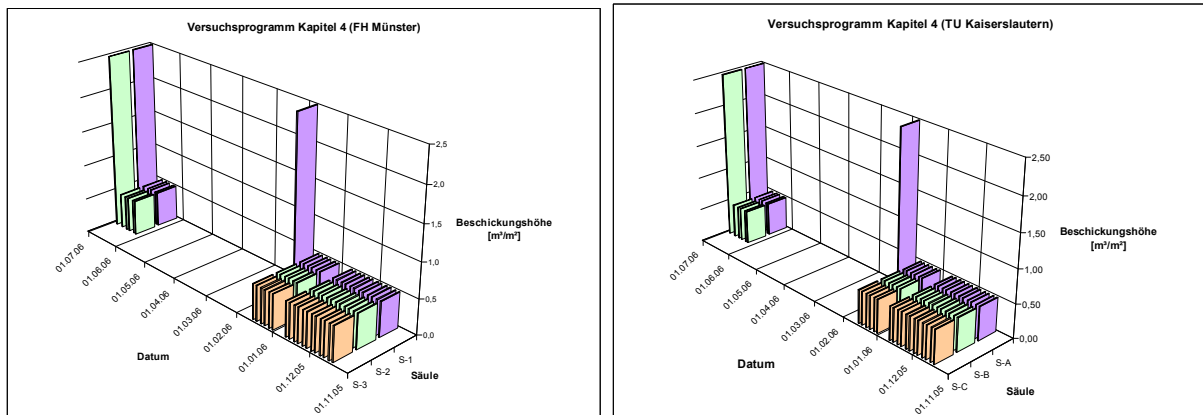 Versuchsprogramm Kapitel 4 (FH Münster)
2,5
2,0
1,5
1,0
0,5
0,0
Beschickungshöhe
[m³/m²]
01.07.06
01.06.06
01.05.06
01.04.06
01.03.06
01.02.06
01.01.06
01.12.05
01.11.05
Datum
S-3
S-2
S-1
Säule
Versuchsprogramm Kapitel 4 (TU Kaiserslautern)
2,50
2,00
1,50
1,00
0,50
0,00
Beschickungshöhe
[m³/m²]
01.07.06
01.06.06
01.05.06
01.04.06
01.03.06
01.02.06
01.01.06
01.12.05
01.11.05
Datum
S-C
S-B
S-A
Säule